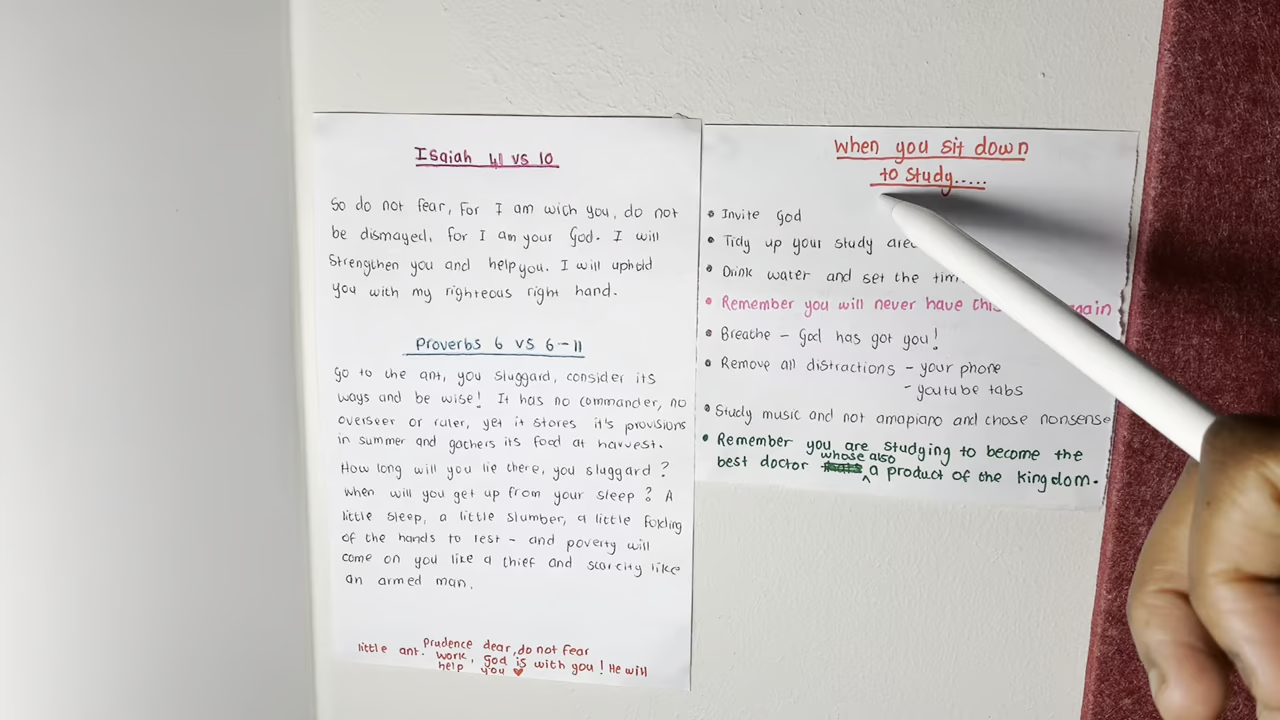 Isaiah 41 vs 10
So do not fear, For I am with you, do not
be dismayed, for I am your God. I will
Strengthen you and help you. I will uphold
you with my righteous right hand.
Proverbs 6 vs 6-11
Go to the ant, you sluggard, consider its
ways and be wise! It has no commander, no
overseer or ruler, yet it stores it's provisions
in summer and gathers its food at harvest.
How long will you lie there, you sluggard?
when will you get up from your sleep? A
little sleep, a little slumber, a little folding
of the hands to rest - and poverty will
come on you like a thief and scarcity like
an armed man.
Prudence dear, do not fear
little ant. work, God is with you! He will
help you
When you sit down
to study.....
• Invite God
• Tidy up your study
• Drink water and set the
• Remember you will never have again
• Breathe - God has got you!
• Remove all distractions - your phone
- youtube tabs
• Study music and not amapiano and chose nonsense
• Remember you are studying to become the
whose also
best doctor ^ a product of the kingdom.